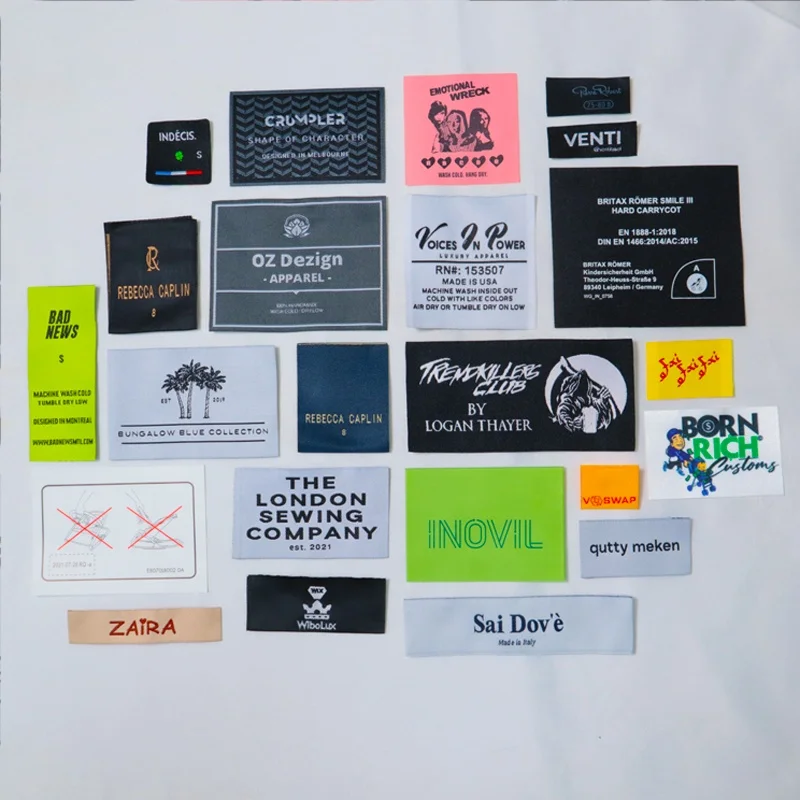 INDÈCIS.
S
CRUMPLER
SHAPE OF CHARACTER
DESIGNED IN MELBOURNE
EMOTIONAL
WRECK
WASH COLD. HANG DRY.
VENTI
REBECCA CAPLIN
8
OZ Dezign
- APPAREL -
VOICES IN POWER
LUXURY APPAREL
RN#: 153507
MADE IS USA
MACHINE WASH INSIDE OUT
COLD WITH LIKE COLORS
AIR DRY OR TUMBLE DRY ON LOW
BRITAX RÖMER SMILE III
HARD CARRYCOT
EN 1888-1:2018
DIN EN 1466:2014/AC:2015
BRITAX RÖMER
Kindersicherheit GmbH
Theodor-Heuss-Straße 9
89340 Leipheim / Germany
A
BAD
NEWS
S
MACHINE WASH COLD
TUMBLE DRY LOW
DESIGNED IN MONTREAL
WWW.BADNEWSMTL.COM
EST 2019
BUNGALOW BLUE COLLECTION
REBECCA CAPLIN
8
TRENDKILLERS
CLUB
BY
LOGAN THAYER
BORN
RICH
Customs
THE
LONDON
SEWING
COMPANY
est. 2021
INOVIL
VSWAP
qutty meken
ZAiRA
WiboLux
Sai Dov'è
Made in Italy